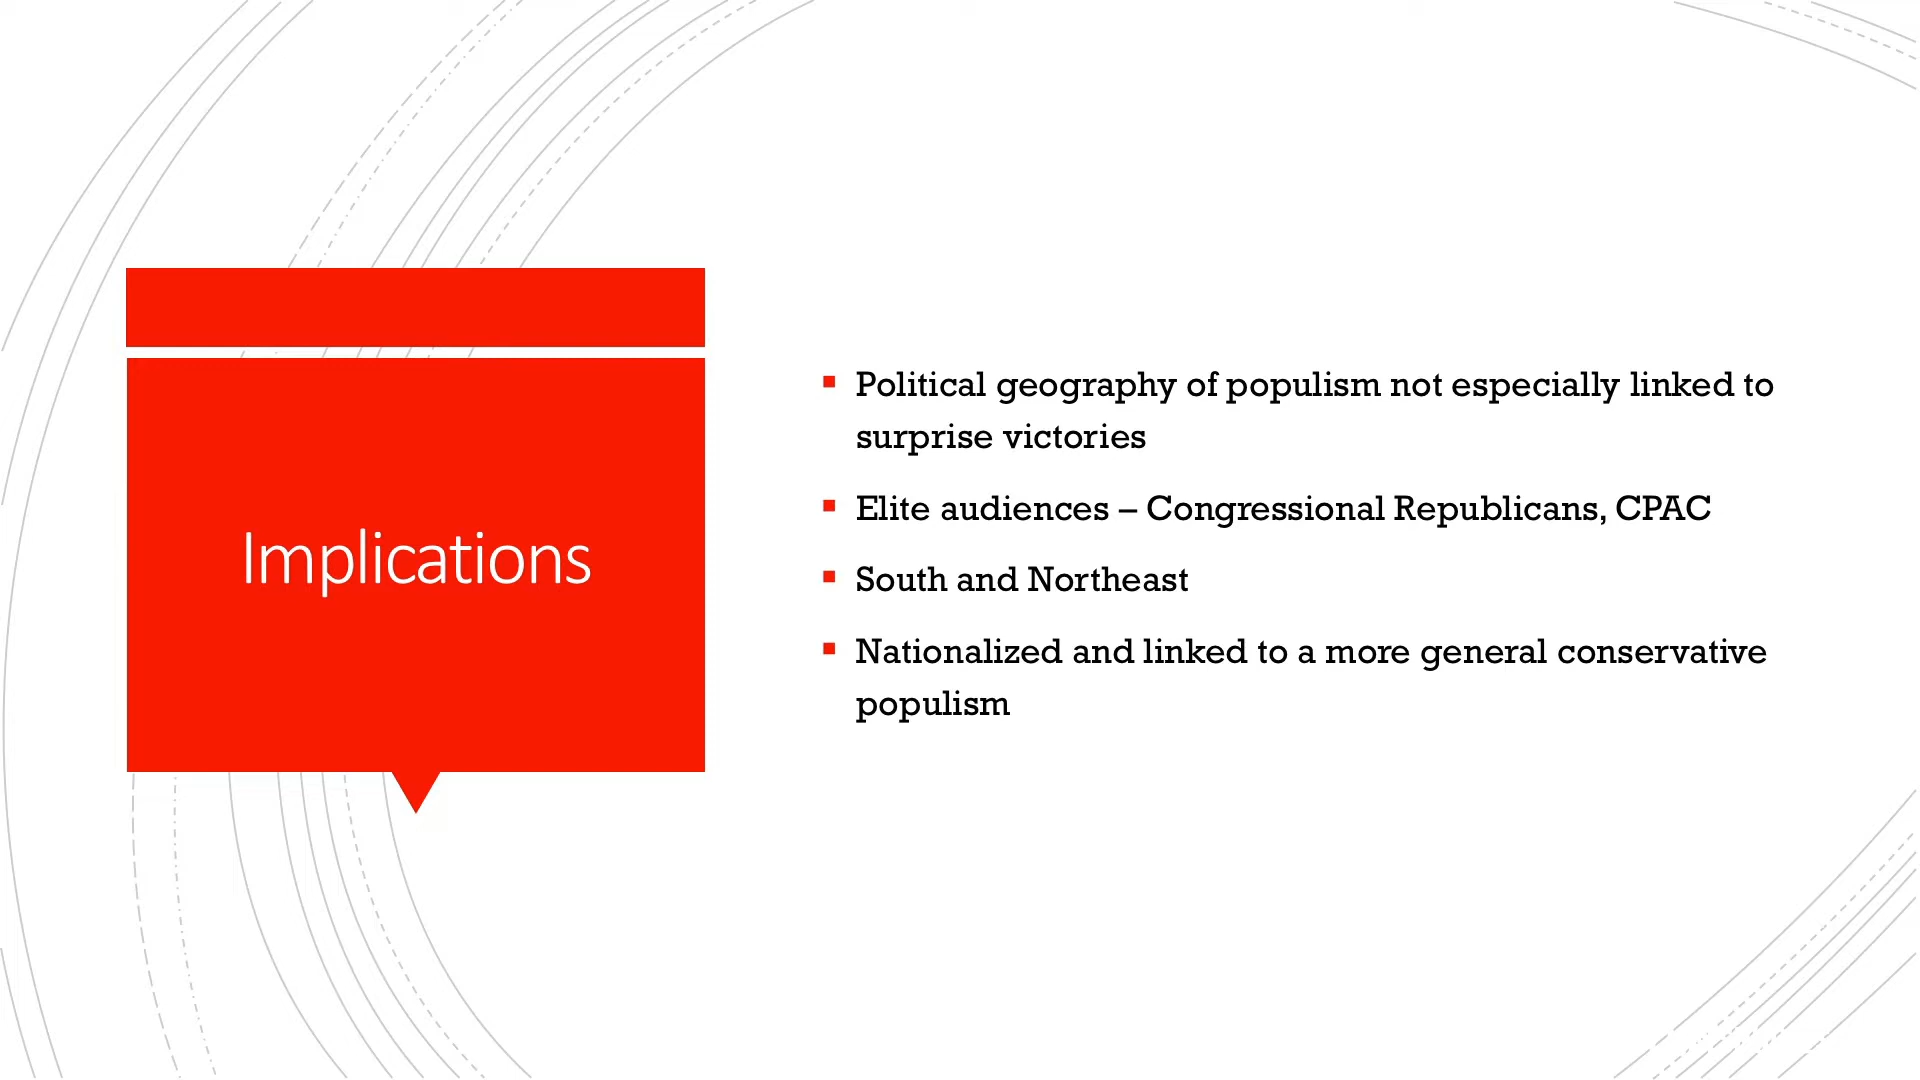 Implications
Political geography of populism not especially linked to
surprise victories
Elite audiences – Congressional Republicans, CPAC
South and Northeast
Nationalized and linked to a more general conservative
populism